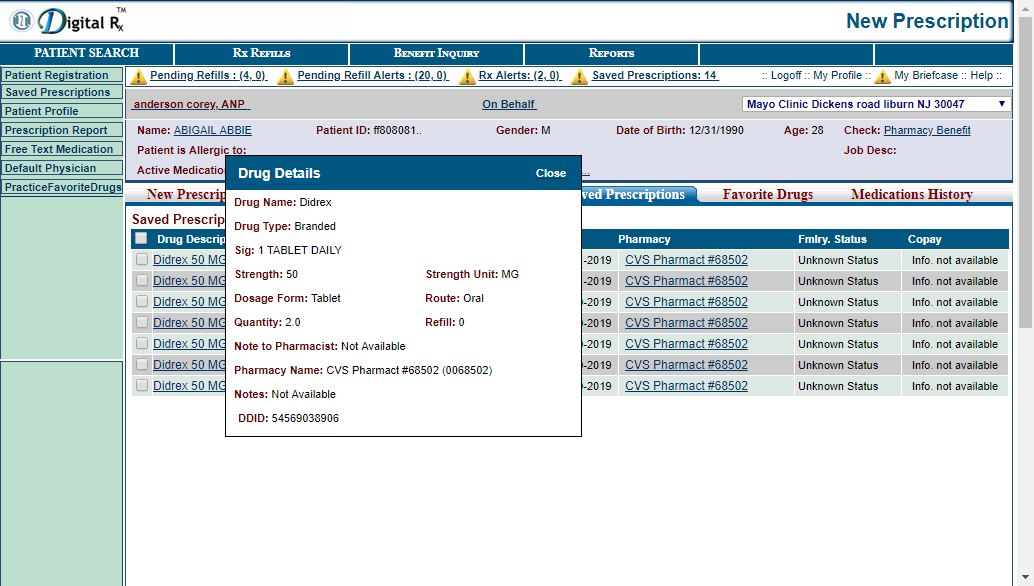 Digital Rx TM
New Prescription
PATIENT SEARCH Rx REFILLS BENEFIT INQUIRY REPORTS
Patient Registration
Saved Prescriptions
Patient Profile
Prescription Report
Free Text Medication
Default Physician
PracticeFavoriteDrugs
Pending Refills : (4, 0) Pending Refill Alerts : (20, 0) Rx Alerts: (2, 0) Saved Prescriptions: 14 :: Logoff :: My Profile :: My Briefcase :: Help ::
anderson corey, ANP On Behalf Mayo Clinic Dickens road liburn NJ 30047
Name: ABIGAIL ABBIE Patient ID: ff808081.. Gender: M Date of Birth: 12/31/1990 Age: 28 Check: Pharmacy Benefit
Patient is Allergic to: Job Desc:
Active Medicatio ...
New Prescrip ved Prescriptions Favorite Drugs Medications History
Saved Prescrip
Drug Descrip Pharmacy Fmlry. Status Copay
Didrex 50 MG -2019 CVS Pharmact #68502 Unknown Status Info. not available
Didrex 50 MG -2019 CVS Pharmact #68502 Unknown Status Info. not available
Didrex 50 MG -2019 CVS Pharmact #68502 Unknown Status Info. not available
Didrex 50 MG -2019 CVS Pharmact #68502 Unknown Status Info. not available
Didrex 50 MG -2019 CVS Pharmact #68502 Unknown Status Info. not available
Didrex 50 MG -2019 CVS Pharmact #68502 Unknown Status Info. not available
Didrex 50 MG -2019 CVS Pharmact #68502 Unknown Status Info. not available
Drug Details Close
Drug Name: Didrex
Drug Type: Branded
Sig: 1 TABLET DAILY
Strength: 50 Strength Unit: MG
Dosage Form: Tablet Route: Oral
Quantity: 2.0 Refill: 0
Note to Pharmacist: Not Available
Pharmacy Name: CVS Pharmact #68502 (0068502)
Notes: Not Available
DDID: 54569038906